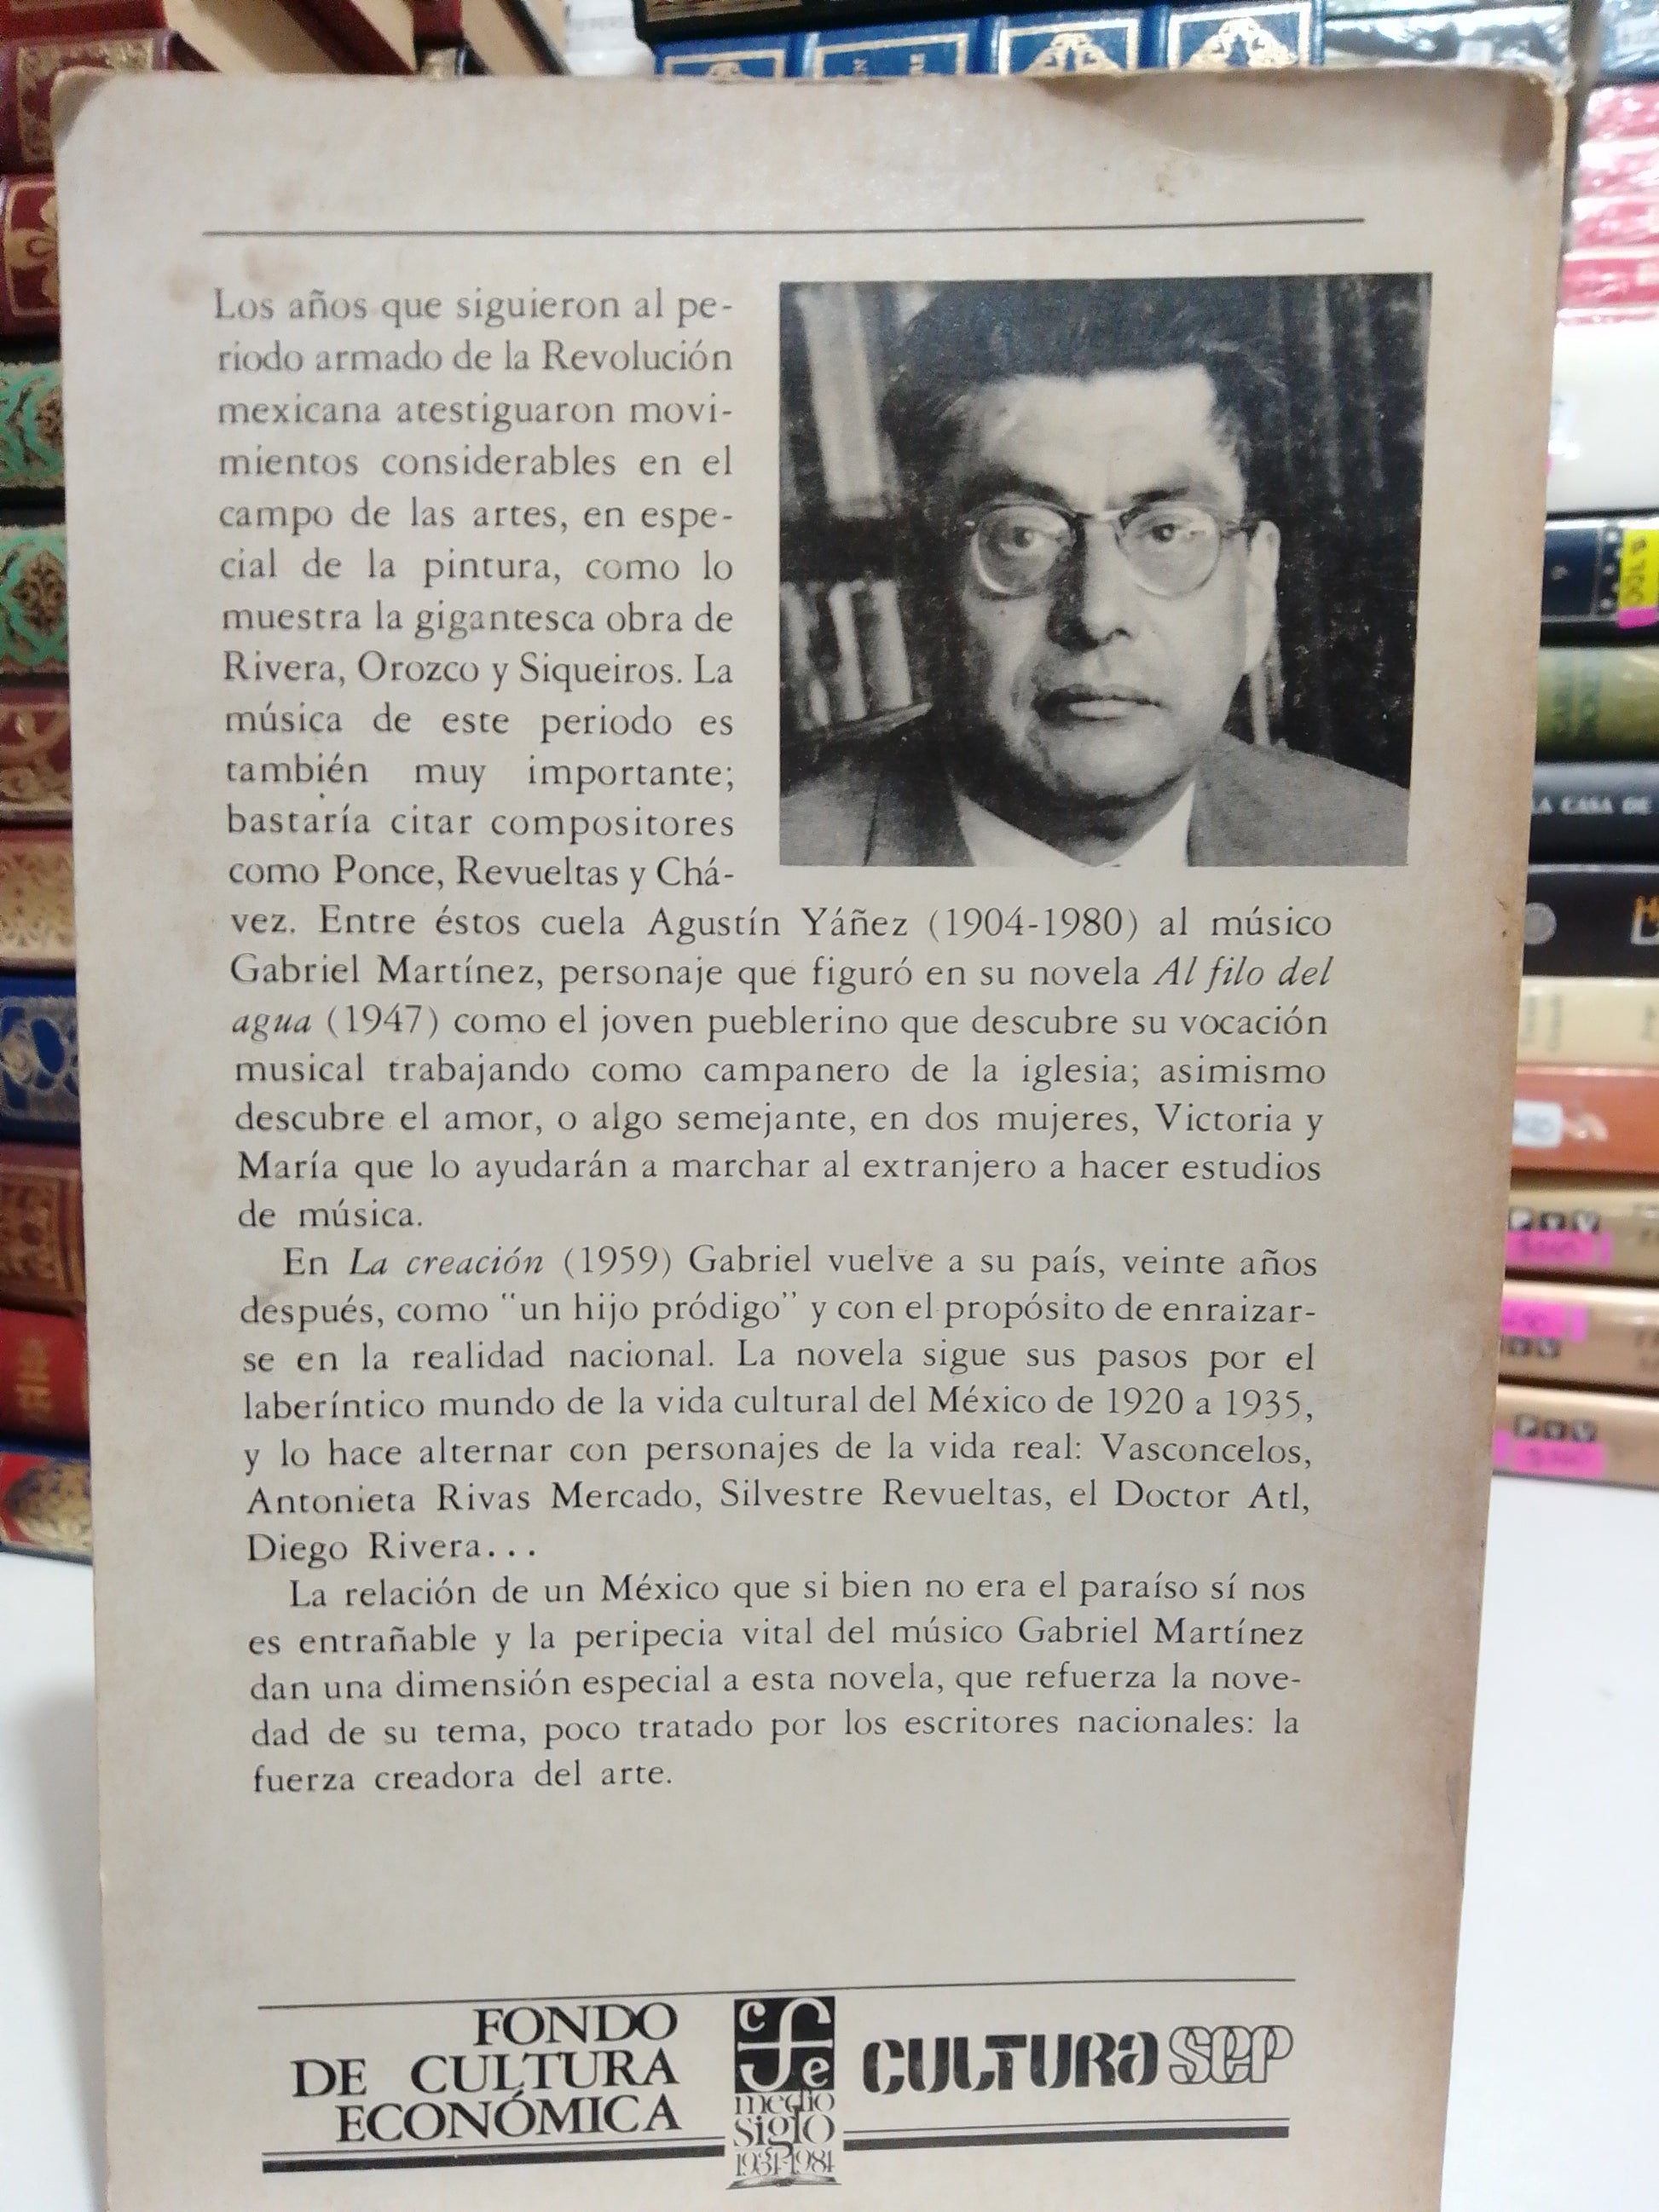 Los años que siguieron al pe-
riodo armado de la Revolución
mexicana atestiguaron movi-
mientos considerables en el
campo de las artes, en espe-
cial de la pintura, como lo
muestra la gigantesca obra de
Rivera, Orozco y Siqueiros. La
música de este periodo es
también muy importante;
bastaría citar compositores
como Ponce, Revueltas y Chá-
vez. Entre éstos cuela Agustín Yáñez (1904-1980) al músico
Gabriel Martínez, personaje que figuró en su novela Al filo del
agua (1947) como el joven pueblerino que descubre su vocación
musical trabajando como campanero de la iglesia; asimismo
descubre el amor, o algo semejante, en dos mujeres, Victoria y
María que lo ayudarán a marchar al extranjero a hacer estudios
de música.
En La creación (1959) Gabriel vuelve a su país, veinte años
después, como "un hijo pródigo" y con el propósito de enraizar-
se en la realidad nacional. La novela sigue sus pasos por el
laberíntico mundo de la vida cultural del México de 1920 a 1935,
y lo hace alternar con personajes de la vida real: Vasconcelos,
Antonieta Rivas Mercado, Silvestre Revueltas, el Doctor Atl,
Diego Rivera...
La relación de un México que si bien no era el paraíso sí nos
es entrañable y la peripecia vital del músico Gabriel Martínez
dan una dimensión especial a esta novela, que refuerza la nove-
dad de su tema, poco tratado por los escritores nacionales: la
fuerza creadora del arte.
FONDO
DE CULTURA
ECONÓMICA
cfe
medio
siglo
1934-1984
CULTURA SEP
LA CASA DE